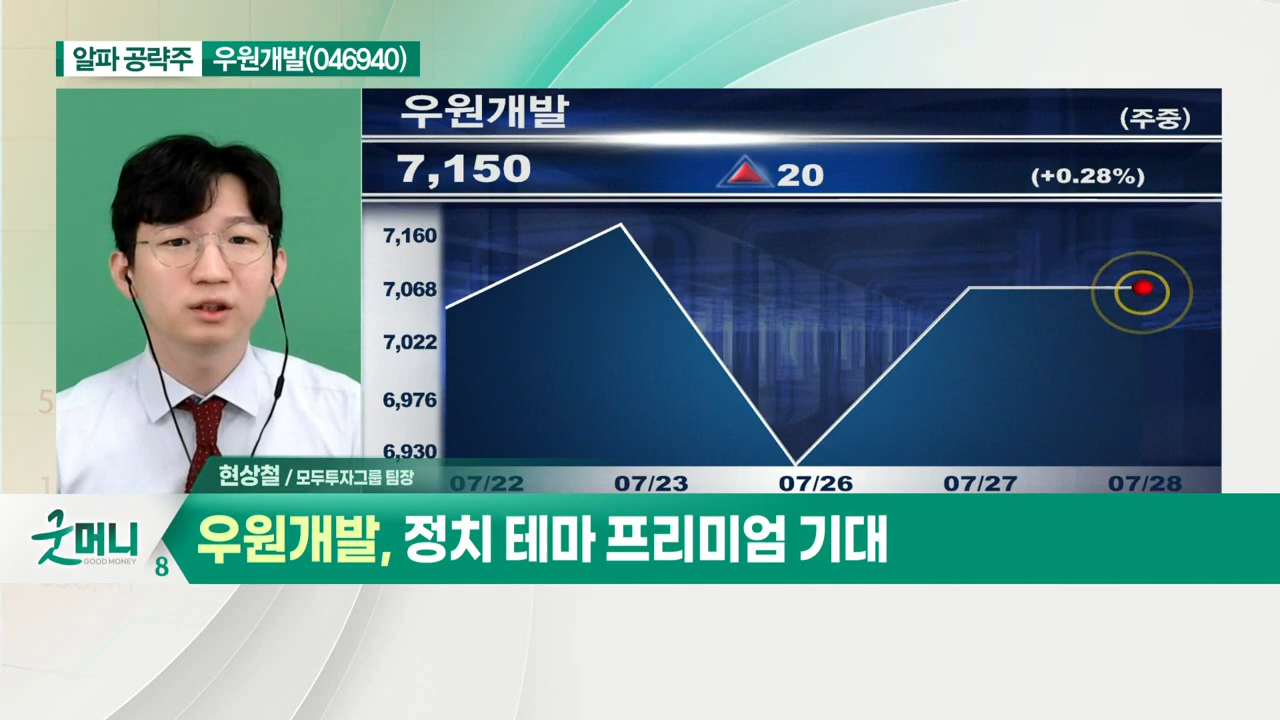 알파 공략주 우원개발(046940)
우원개발 (주중)
7,150 20 (+0.28%)
7,160
7,068
7,022
6,976
6,930
07/22 07/23 07/26 07/27 07/28
현상철 / 모두투자그룹 팀장
굿머니
GOOD MONEY
8
우원개발, 정치 테마 프리미엄 기대